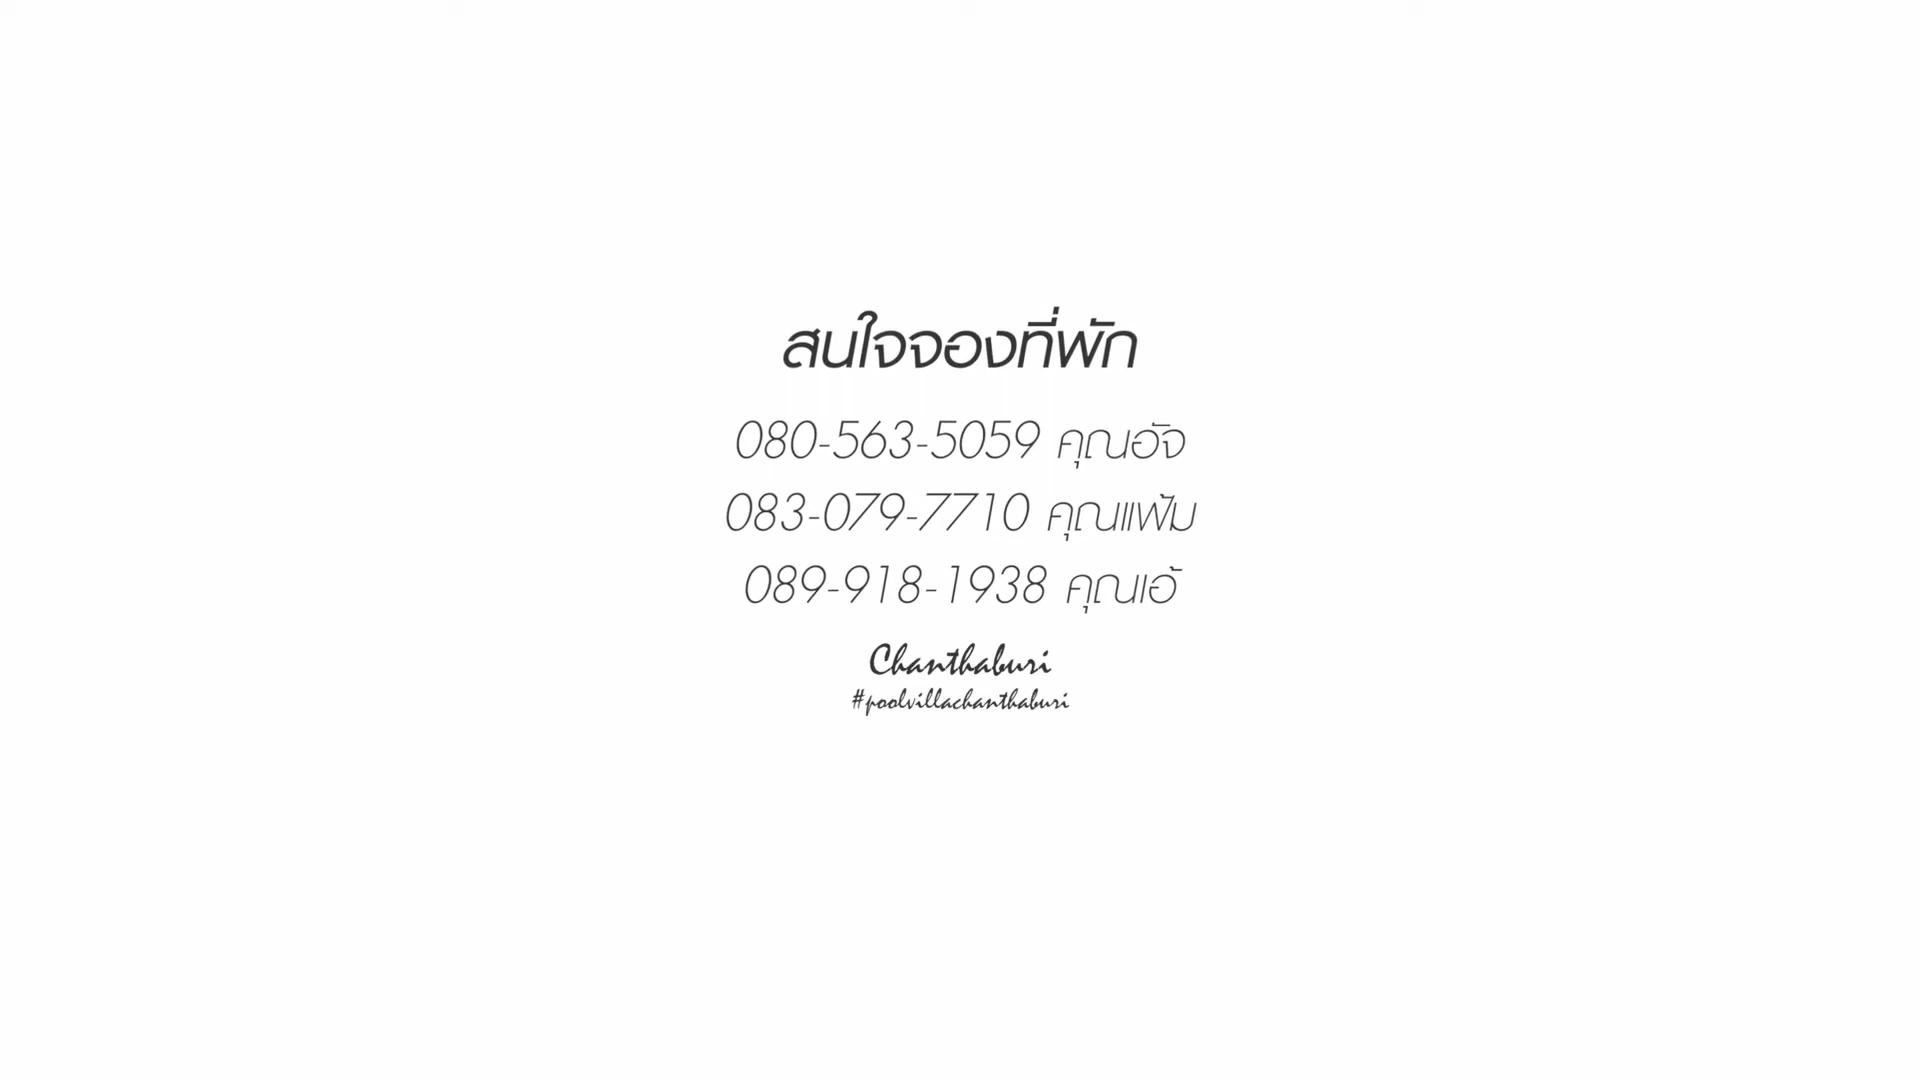 สนใจจองที่พัก
080-563-5059 คุณอัจ
083-079-7710 คุณแฟ้ม
089-918-1938 คุณเอ้
Chanthaburi
#poolvillachanthaburi